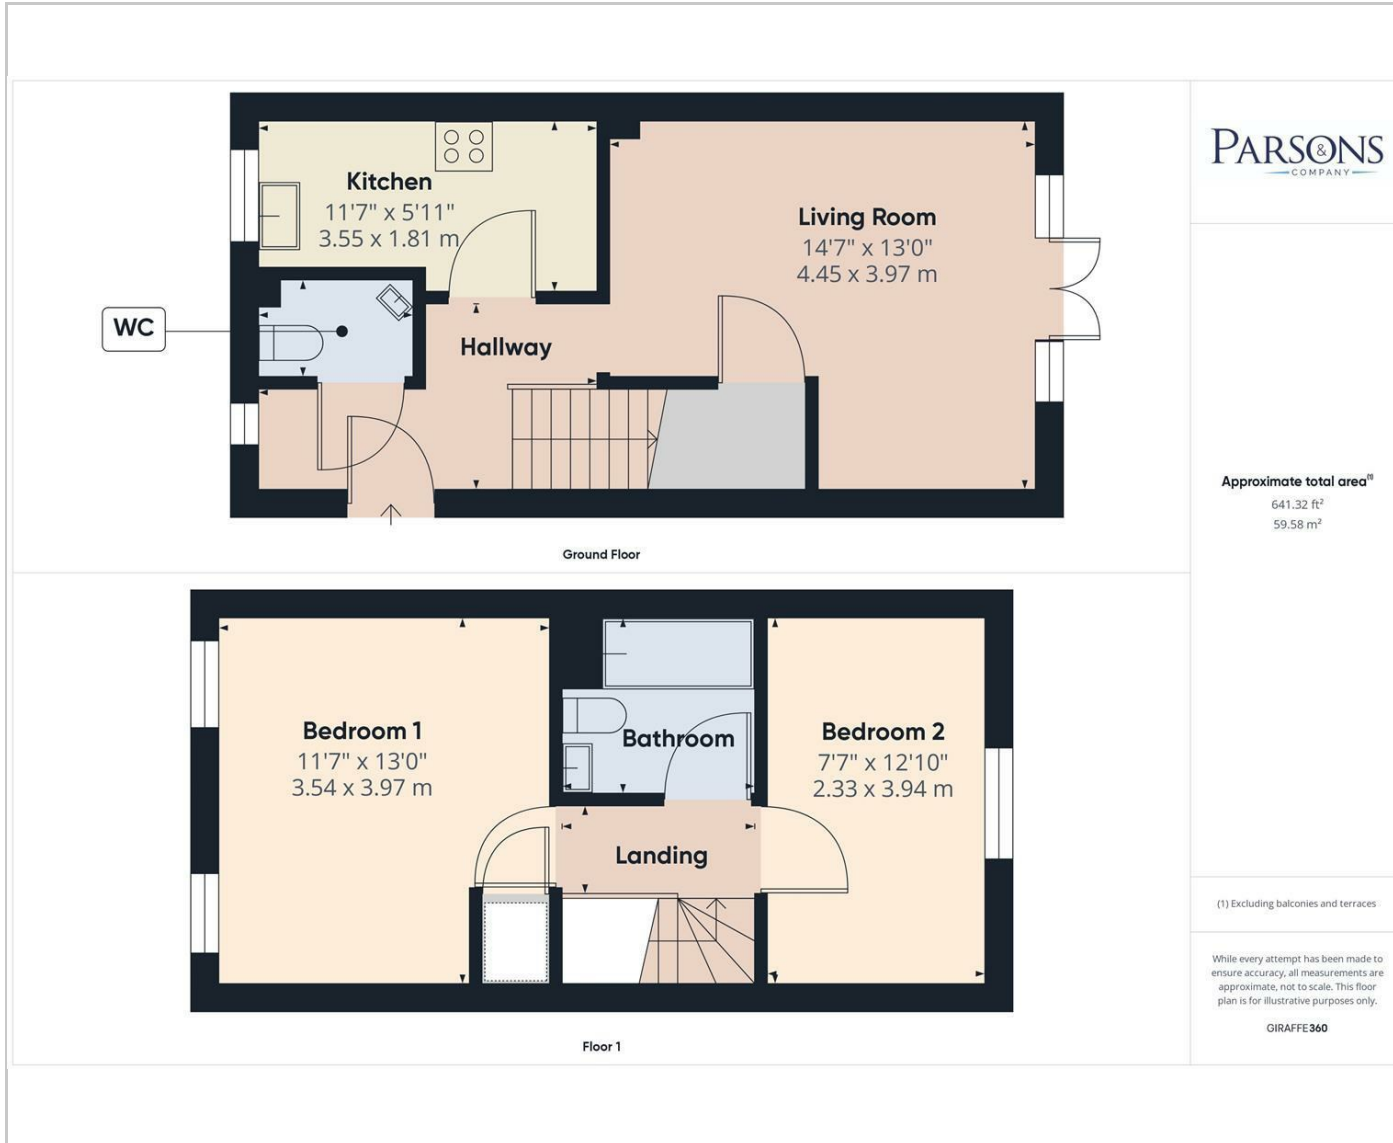 Kitchen
11'7" x 5'11"
3.55 x 1.81 m
Living Room
14'7" x 13'0"
4.45 x 3.97 m
WC
Hallway
Ground Floor
Bedroom 1
11'7" x 13'0"
3.54 x 3.97 m
Bathroom
Bedroom 2
7'7" x 12'10"
2.33 x 3.94 m
Landing
Floor 1
PARSONS &
COMPANY
Approximate total area(1)
641.32 ft²
59.58 m²
(1) Excluding balconies and terraces
While every attempt has been made to
ensure accuracy, all measurements are
approximate, not to scale. This floor
plan is for illustrative purposes only.
GIRAFFE360